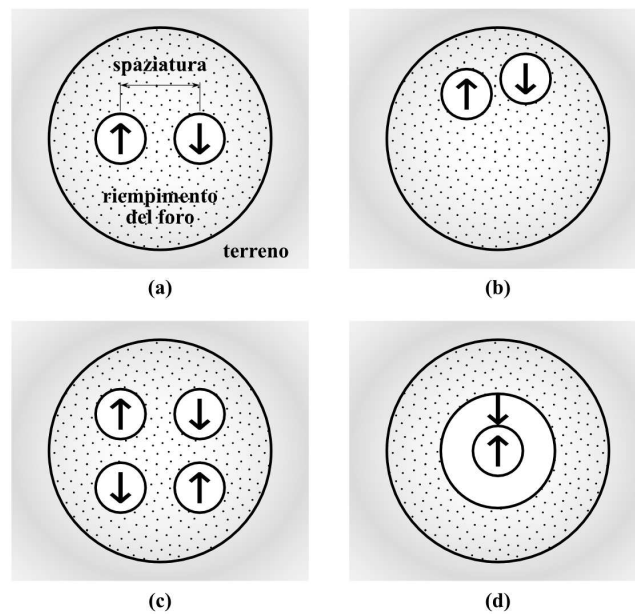 spaziatura
riempimento
del foro
terreno
(a)
(b)
(c)
(d)